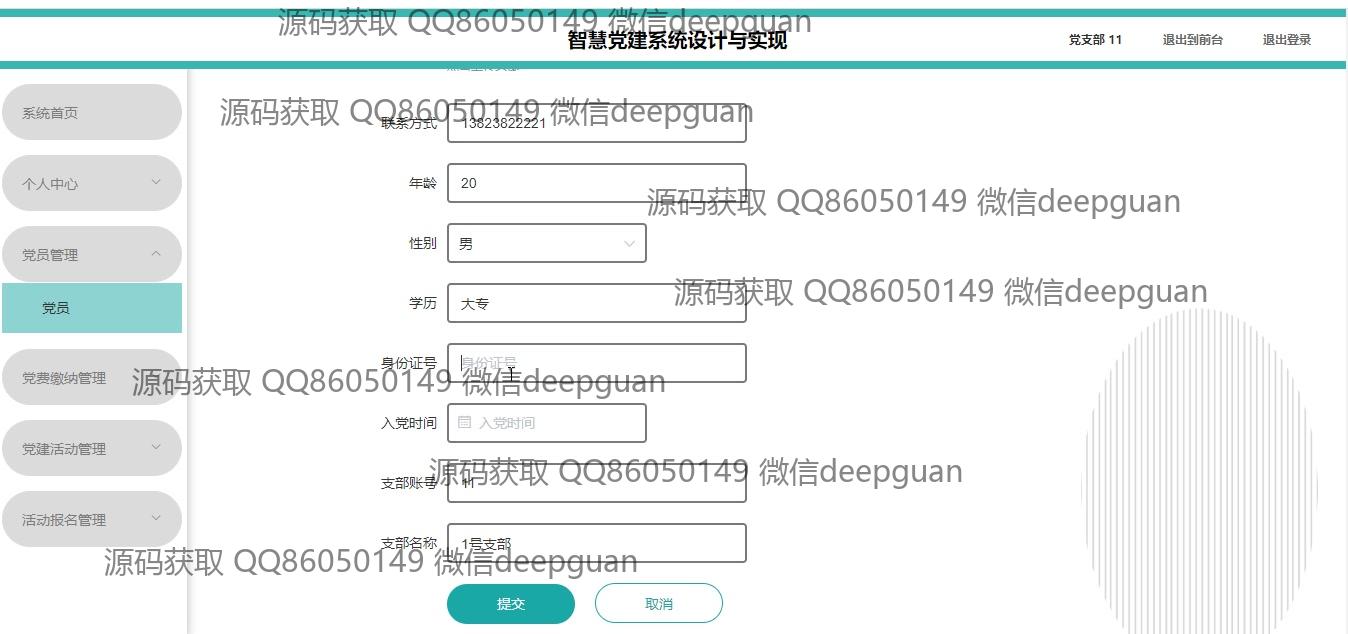 源码获取 QQ86050149 微信deepguan
智慧党建系统设计与实现
党支部 11
退出到前台
退出登录
系统首页
源码获取 QQ86050149 微信deepguan
联系方式
13823822221
个人中心
年龄
20
源码获取 QQ86050149 微信deepguan
党员管理
性别
男
党员
学历
大专
源码获取 QQ86050149 微信deepguan
党费缴纳管理
身份证号
身份证号
源码获取 QQ86050149 微信deepguan
入党时间
入党时间
党建活动管理
源码获取 QQ86050149 微信deepguan
支部账号
11
活动报名管理
支部名称
1号支部
源码获取 QQ86050149 微信deepguan
提交
取消